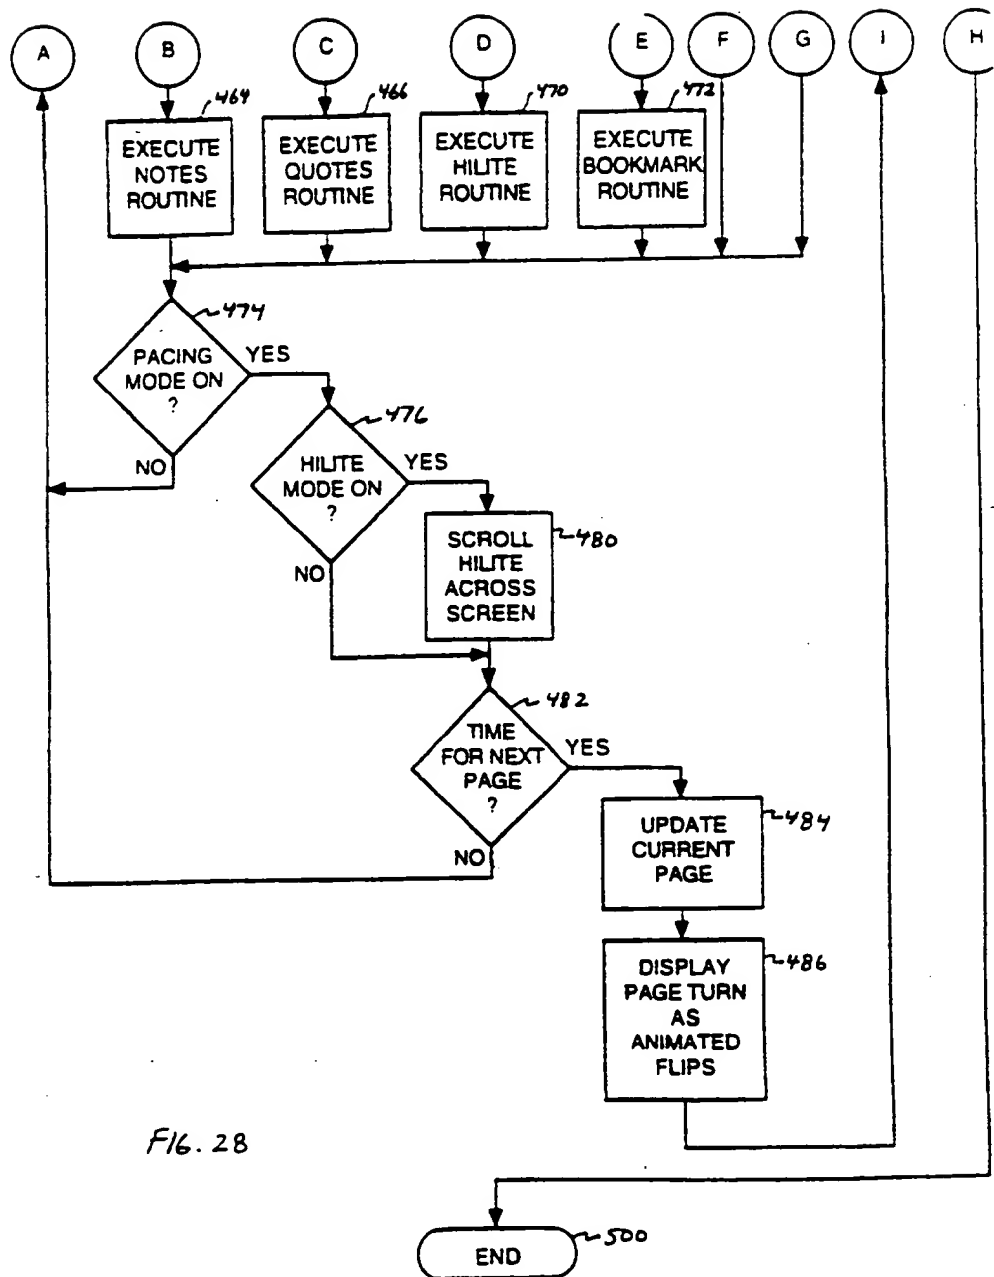 A B C D E F G I H
464 466 470 472
EXECUTE
NOTES
ROUTINE
EXECUTE
QUOTES
ROUTINE
EXECUTE
HILITE
ROUTINE
EXECUTE
BOOKMARK
ROUTINE
474
PACING
MODE ON
?
YES
NO
476
HILITE
MODE ON
?
YES
NO
480
SCROLL
HILITE
ACROSS
SCREEN
482
TIME
FOR NEXT
PAGE
?
YES
NO
484
UPDATE
CURRENT
PAGE
486
DISPLAY
PAGE TURN
AS
ANIMATED
FLIPS
FIG. 28
END
500